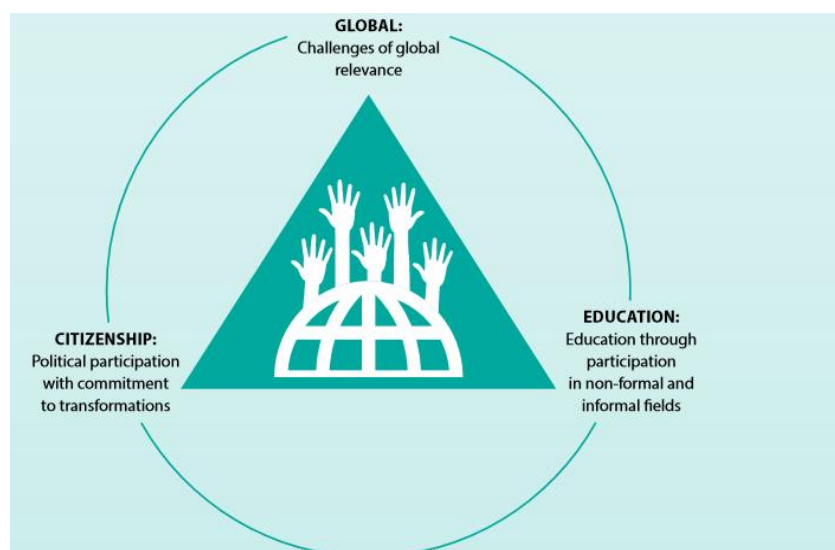 GLOBAL:
Challenges of global
relevance
CITIZENSHIP:
Political participation
with commitment
to transformations
EDUCATION:
Education through
participation
in non-formal and
informal fields